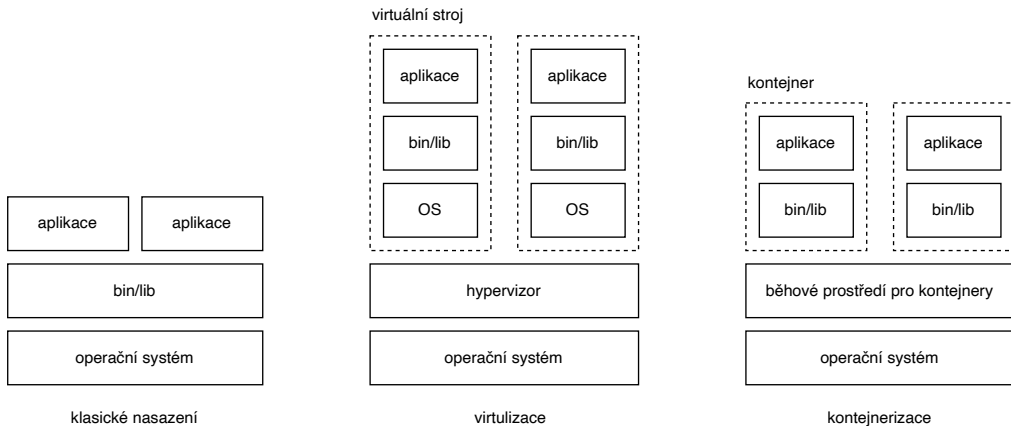 virtuální stroj
aplikace
aplikace
kontejner
bin/lib
bin/lib
aplikace
aplikace
OS
OS
bin/lib
bin/lib
aplikace
aplikace
bin/lib
hypervizor
běhové prostředí pro kontejnery
operační systém
operační systém
operační systém
klasické nasazení
virtulizace
kontejnerizace